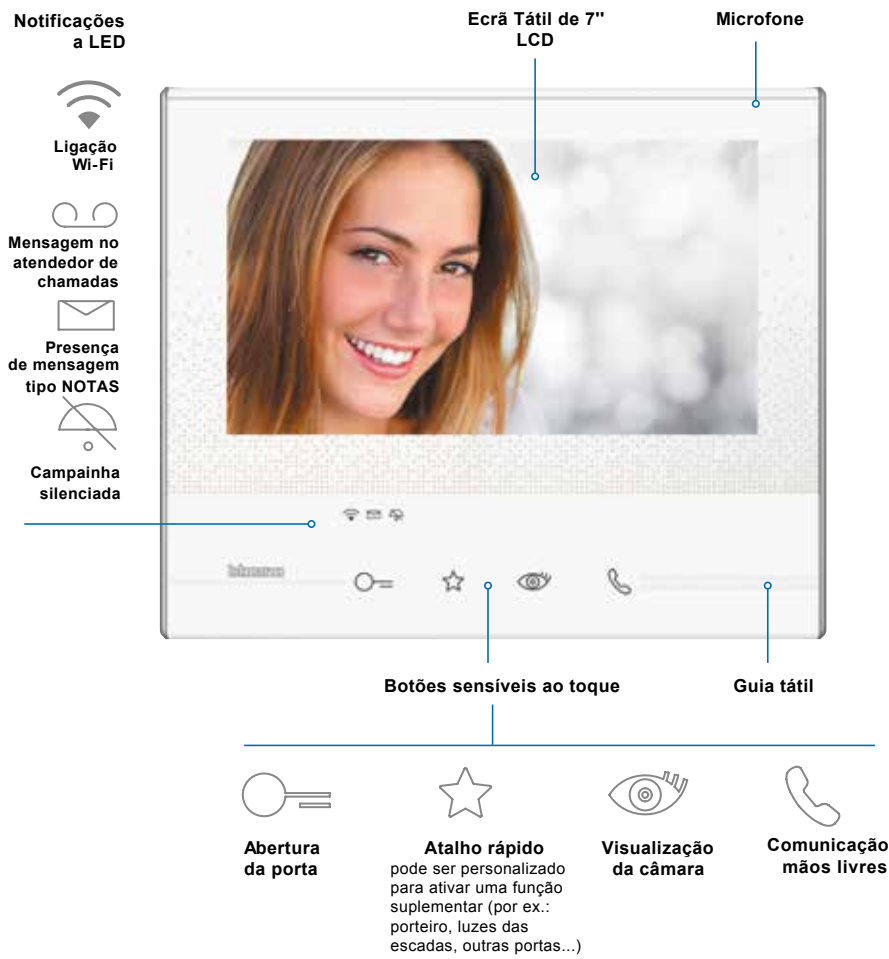 Notificações
a LED
Ecrã Tátil de 7''
LCD
Microfone
Ligação
Wi-Fi
Mensagem no
atendedor de
chamadas
Presença
de mensagem
tipo NOTAS
Campainha
silenciada
bticino
Botões sensíveis ao toque
Guia tátil
Abertura
da porta
Atalho rápido
pode ser personalizado
para ativar uma função
suplementar (por ex.:
porteiro, luzes das
escadas, outras portas...)
Visualização
da câmara
Comunicação
mãos livres